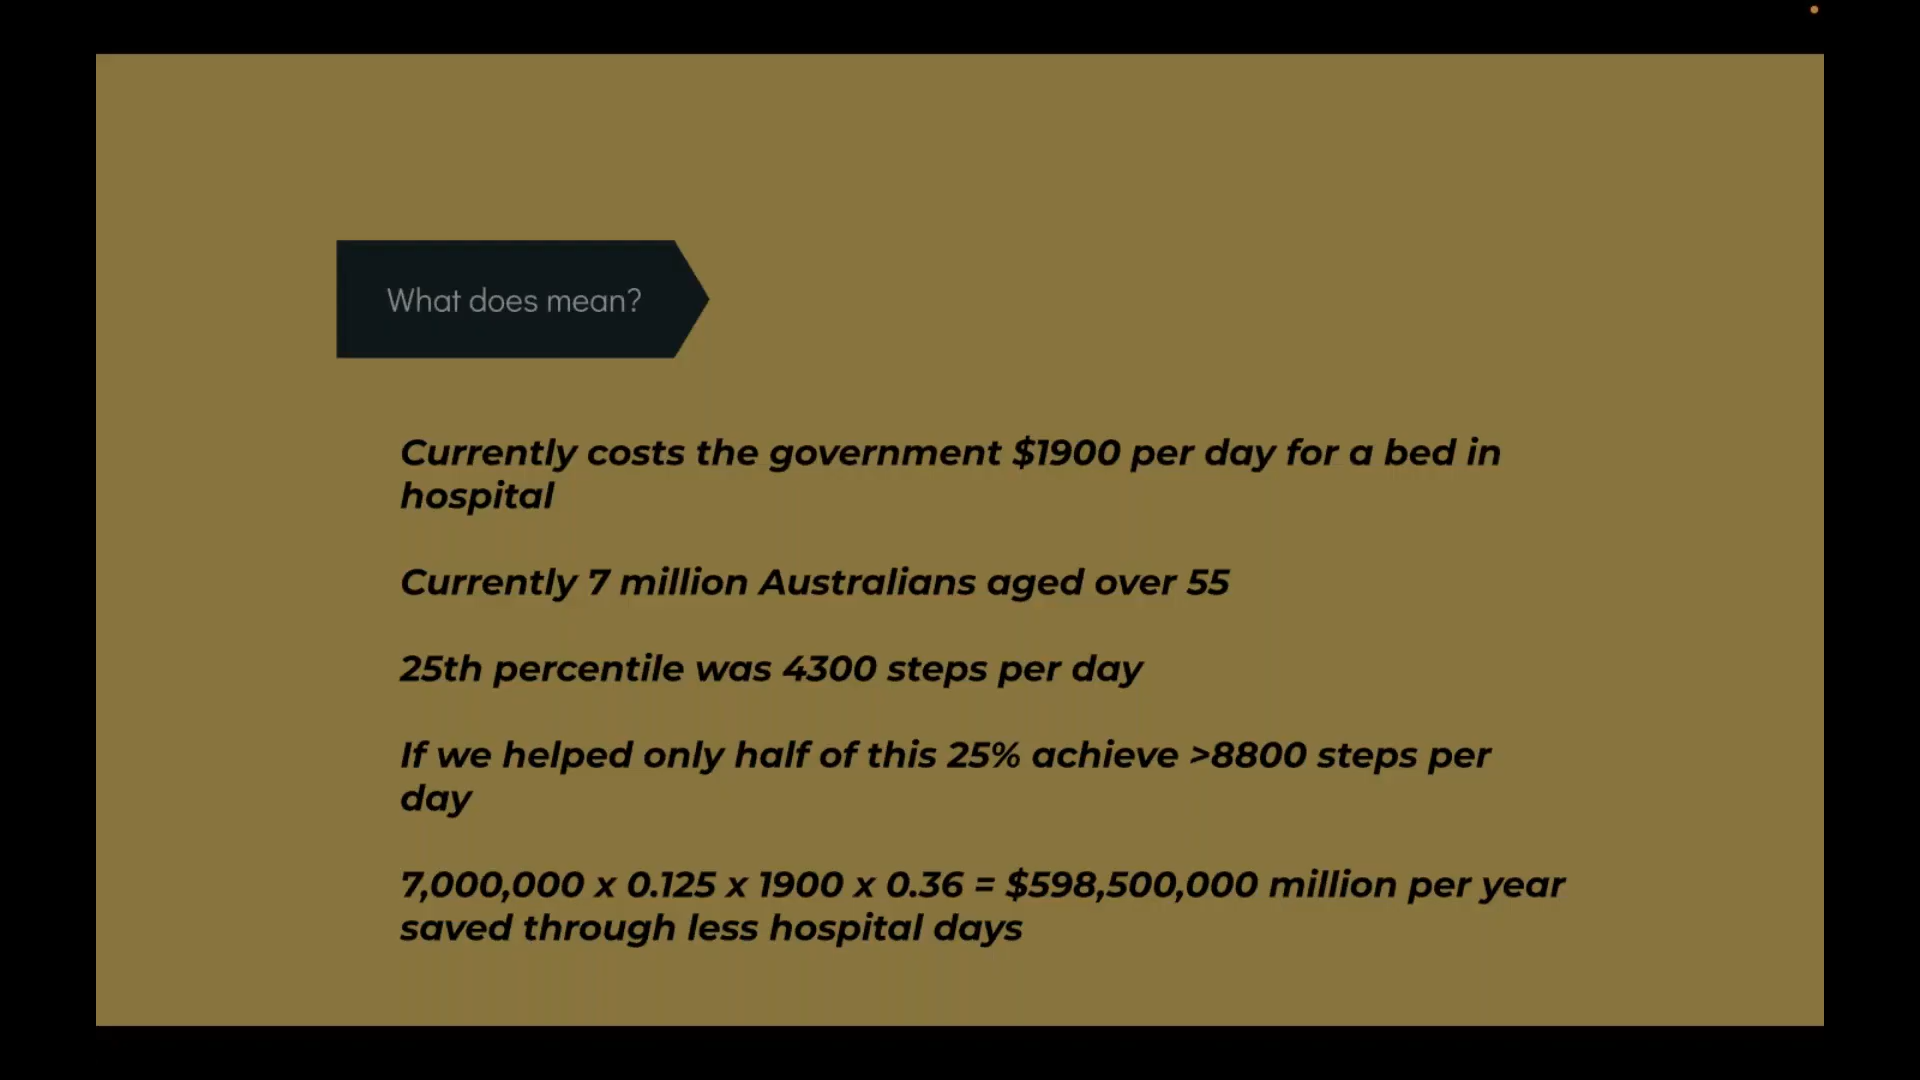 What does mean?
Currently costs the government $1900 per day for a bed in
hospital
Currently 7 million Australians aged over 55
25th percentile was 4300 steps per day
If we helped only half of this 25% achieve >8800 steps per
day
7,000,000 x 0.125 x 1900 x 0.36 = $598,500,000 million per year
saved through less hospital days